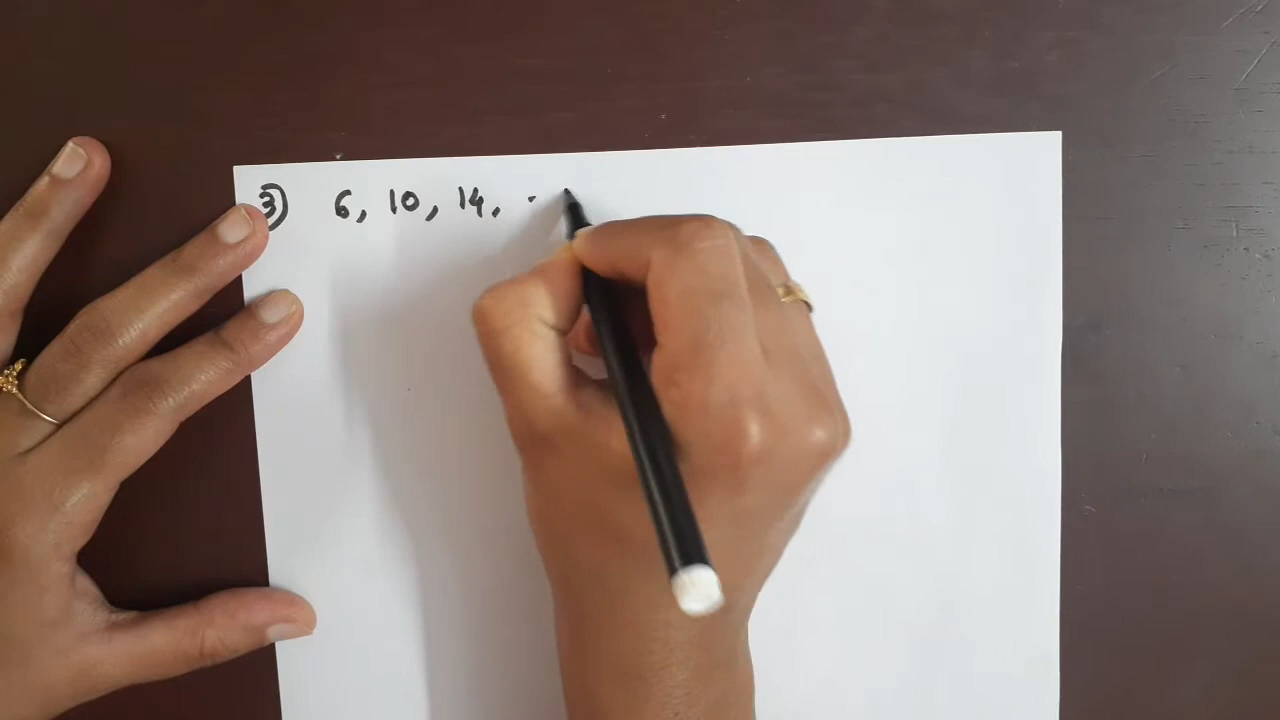 ③ 6, 10, 14, ..